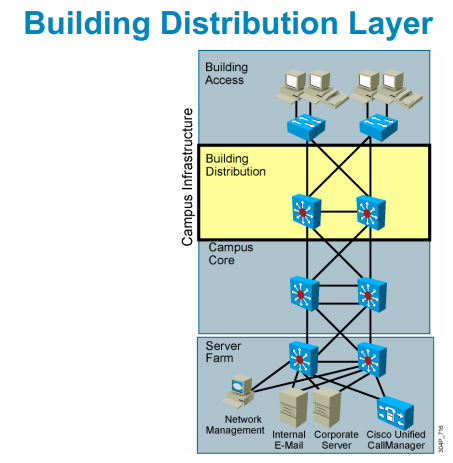 Building Distribution Layer
Building
Access
Campus Infrastructure
Building
Distribution
Campus
Core
Server
Farm
Network
Management
Internal
E-Mail
Corporate
Server
Cisco Unified
CallManager
304P_716